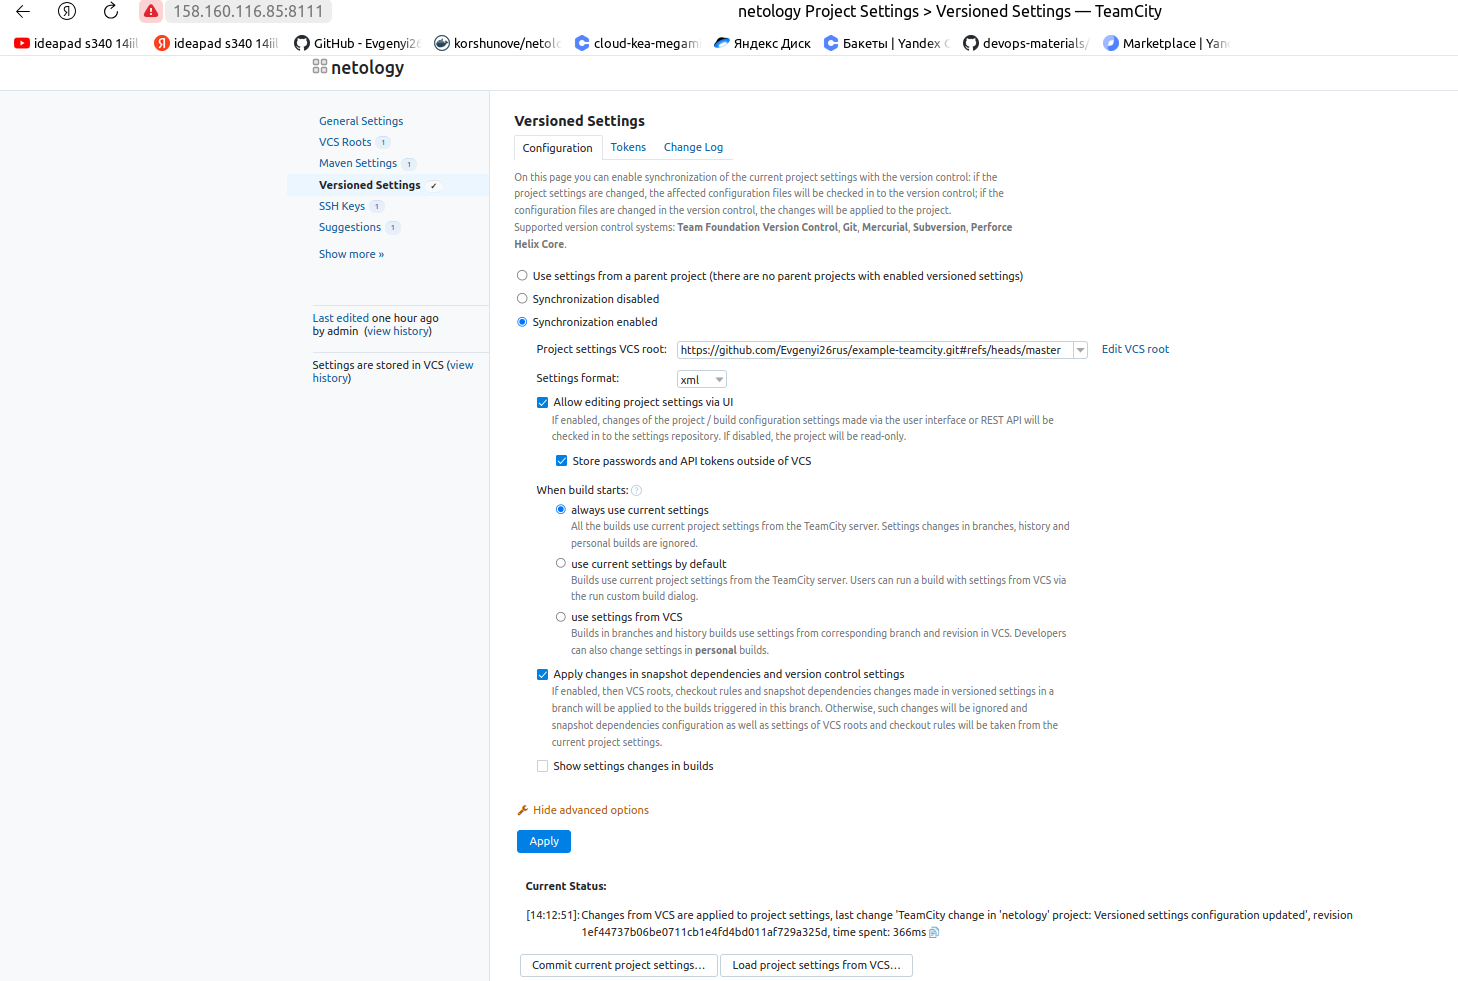 158.160.116.85:8111
netology Project Settings > Versioned Settings — TeamCity
ideapad s340 14iil
ideapad s340 14iil
GitHub - Evgenyi26
korshunove/netolo
cloud-kea-megam
Яндекс Диск
Бакеты | Yandex C
devops-materials/
Marketplace | Yan
netology
General Settings
VCS Roots 1
Maven Settings 1
Versioned Settings ✓
SSH Keys 1
Suggestions 1
Show more »
Last edited one hour ago
by admin (view history)
Settings are stored in VCS (view
history)
Versioned Settings
Configuration Tokens Change Log
On this page you can enable synchronization of the current project settings with the version control: if the
project settings are changed, the affected configuration files will be checked in to the version control; if the
configuration files are changed in the version control, the changes will be applied to the project.
Supported version control systems: Team Foundation Version Control, Git, Mercurial, Subversion, Perforce
Helix Core.
Use settings from a parent project (there are no parent projects with enabled versioned settings)
Synchronization disabled
Synchronization enabled
Project settings VCS root: https://github.com/Evgenyi26rus/example-teamcity.git#refs/heads/master Edit VCS root
Settings format: xml
Allow editing project settings via UI
If enabled, changes of the project / build configuration settings made via the user interface or REST API will be
checked in to the settings repository. If disabled, the project will be read-only.
Store passwords and API tokens outside of VCS
When build starts: ?
always use current settings
All the builds use current project settings from the TeamCity server. Settings changes in branches, history and
personal builds are ignored.
use current settings by default
Builds use current project settings from the TeamCity server. Users can run a build with settings from VCS via
the run custom build dialog.
use settings from VCS
Builds in branches and history builds use settings from corresponding branch and revision in VCS. Developers
can also change settings in personal builds.
Apply changes in snapshot dependencies and version control settings
If enabled, then VCS roots, checkout rules and snapshot dependencies changes made in versioned settings in a
branch will be applied to the builds triggered in this branch. Otherwise, such changes will be ignored and
snapshot dependencies configuration as well as settings of VCS roots and checkout rules will be taken from the
current project settings.
Show settings changes in builds
Hide advanced options
Apply
Current Status:
[14:12:51]: Changes from VCS are applied to project settings, last change 'TeamCity change in 'netology' project: Versioned settings configuration updated', revision
1ef44737b06be0711cb1e4fd4bd011af729a325d, time spent: 366ms
Commit current project settings... Load project settings from VCS...